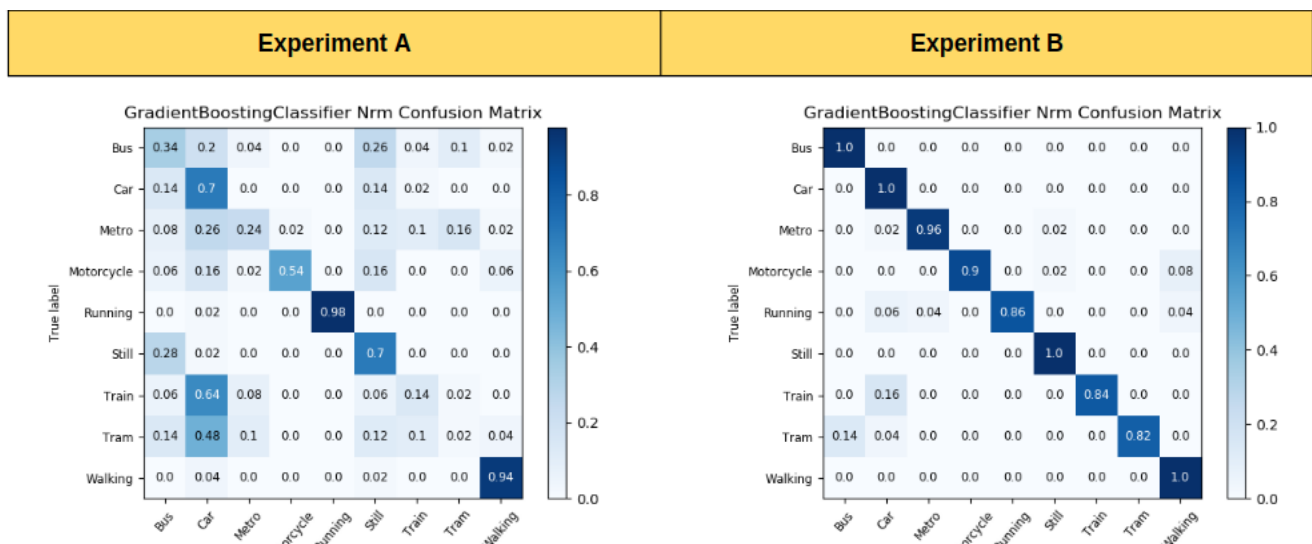 Experiment A
Experiment B
GradientBoostingClassifier Nrm Confusion Matrix
True label
Bus 0.34 0.2 0.04 0.0 0.0 0.26 0.04 0.1 0.02
Car 0.14 0.7 0.0 0.0 0.0 0.14 0.02 0.0 0.0
Metro 0.08 0.26 0.24 0.02 0.0 0.12 0.1 0.16 0.02
Motorcycle 0.06 0.16 0.02 0.54 0.0 0.16 0.0 0.0 0.06
Running 0.0 0.02 0.0 0.0 0.98 0.0 0.0 0.0 0.0
Still 0.28 0.02 0.0 0.0 0.0 0.7 0.0 0.0 0.0
Train 0.06 0.64 0.08 0.0 0.0 0.06 0.14 0.02 0.0
Tram 0.14 0.48 0.1 0.0 0.0 0.12 0.1 0.02 0.04
Walking 0.0 0.04 0.0 0.0 0.0 0.02 0.0 0.0 0.94
Bus Car Metro orcycle unning Still Train Tram Walking
0.8
0.6
0.4
0.2
0.0
GradientBoostingClassifier Nrm Confusion Matrix
True label
Bus 1.0 0.0 0.0 0.0 0.0 0.0 0.0 0.0 0.0
Car 0.0 1.0 0.0 0.0 0.0 0.0 0.0 0.0 0.0
Metro 0.0 0.02 0.96 0.0 0.0 0.02 0.0 0.0 0.0
Motorcycle 0.0 0.0 0.0 0.9 0.0 0.02 0.0 0.0 0.08
Running 0.0 0.06 0.04 0.0 0.86 0.0 0.0 0.0 0.04
Still 0.0 0.0 0.0 0.0 0.0 1.0 0.0 0.0 0.0
Train 0.0 0.16 0.0 0.0 0.0 0.0 0.84 0.0 0.0
Tram 0.14 0.04 0.0 0.0 0.0 0.0 0.0 0.82 0.0
Walking 0.0 0.0 0.0 0.0 0.0 0.0 0.0 0.0 1.0
Bus Car Metro orcycle unning Still Train Tram Walking
1.0
0.8
0.6
0.4
0.2
0.0